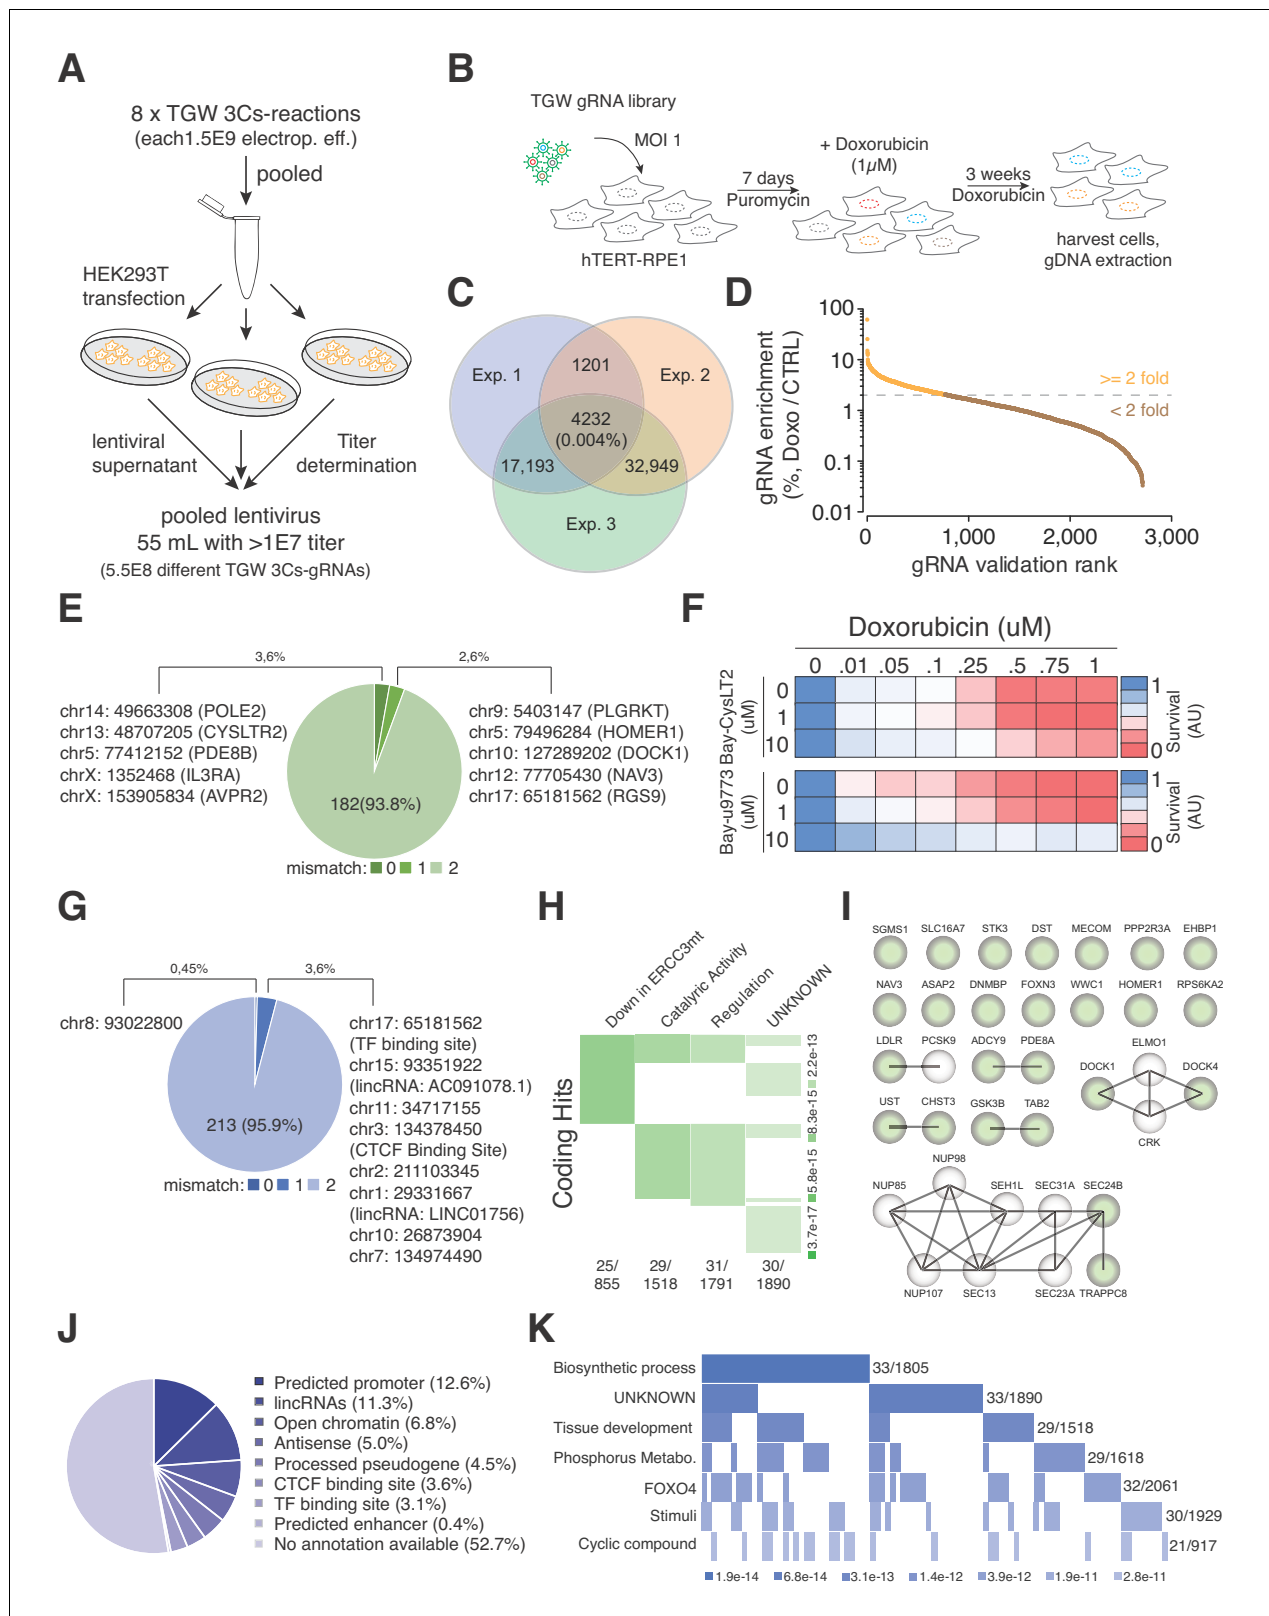 A
8 x TGW 3Cs-reactions
(each1.5E9 electrop. eff.)
pooled
HEK293T
transfection
lentiviral
supernatant
Titer
determination
pooled lentivirus
55 mL with >1E7 titer
(5.5E8 different TGW 3Cs-gRNAs)
B
TGW gRNA library
MOI 1
hTERT-RPE1
7 days
Puromycin
+ Doxorubicin
(1µM)
3 weeks
Doxorubicin
harvest cells,
gDNA extraction
C
Exp. 1
1201
Exp. 2
4232
(0.004%)
17,193
32,949
Exp. 3
D
gRNA enrichment
(%, Doxo / CTRL)
100
10
1
0.1
0.01
>= 2 fold
< 2 fold
0
1,000
2,000
3,000
gRNA validation rank
E
3,6%
2,6%
chr14: 49663308 (POLE2)
chr13: 48707205 (CYSLTR2)
chr5: 77412152 (PDE8B)
chrX: 1352468 (IL3RA)
chrX: 153905834 (AVPR2)
chr9: 5403147 (PLGRKT)
chr5: 79496284 (HOMER1)
chr10: 127289202 (DOCK1)
chr12: 77705430 (NAV3)
chr17: 65181562 (RGS9)
182(93.8%)
mismatch: 0 1 2
F
Doxorubicin (uM)
0 .01 .05 .1 .25 .5 .75 1
Bay-CysLT2
(uM)
0
1
10
1
0
Survival
(AU)
Bay-u9773
(uM)
0
1
10
1
0
Survival
(AU)
G
0,45%
3,6%
chr8: 93022800
213 (95.9%)
mismatch: 0 1 2
chr17: 65181562
(TF binding site)
chr15: 93351922
(lincRNA: AC091078.1)
chr11: 34717155
chr3: 134378450
(CTCF Binding Site)
chr2: 211103345
chr1: 29331667
(lincRNA: LINC01756)
chr10: 26873904
chr7: 134974490
H
Down in ERCC3mt
Catalyric Activity
Regulation
UNKNOWN
Coding Hits
3.7e-17
5.8e-15
8.3e-15
2.2e-13
25/
855
29/
1518
31/
1791
30/
1890
I
SGMS1 SLC16A7 STK3 DST MECOM PPP2R3A EHBP1
NAV3 ASAP2 DNMBP FOXN3 WWC1 HOMER1 RPS6KA2
LDLR PCSK9 ADCY9 PDE8A
ELMO1
DOCK1 DOCK4
UST CHST3 GSK3B TAB2
CRK
NUP98
NUP85 SEH1L SEC31A SEC24B
NUP107 SEC13 SEC23A TRAPPC8
J
Predicted promoter (12.6%)
lincRNAs (11.3%)
Open chromatin (6.8%)
Antisense (5.0%)
Processed pseudogene (4.5%)
CTCF binding site (3.6%)
TF binding site (3.1%)
Predicted enhancer (0.4%)
No annotation available (52.7%)
K
Biosynthetic process 33/1805
UNKNOWN 33/1890
Tissue development 29/1518
Phosphorus Metabo. 29/1618
FOXO4 32/2061
Stimuli 30/1929
Cyclic compound 21/917
1.9e-14 6.8e-14 3.1e-13 1.4e-12 3.9e-12 1.9e-11 2.8e-11